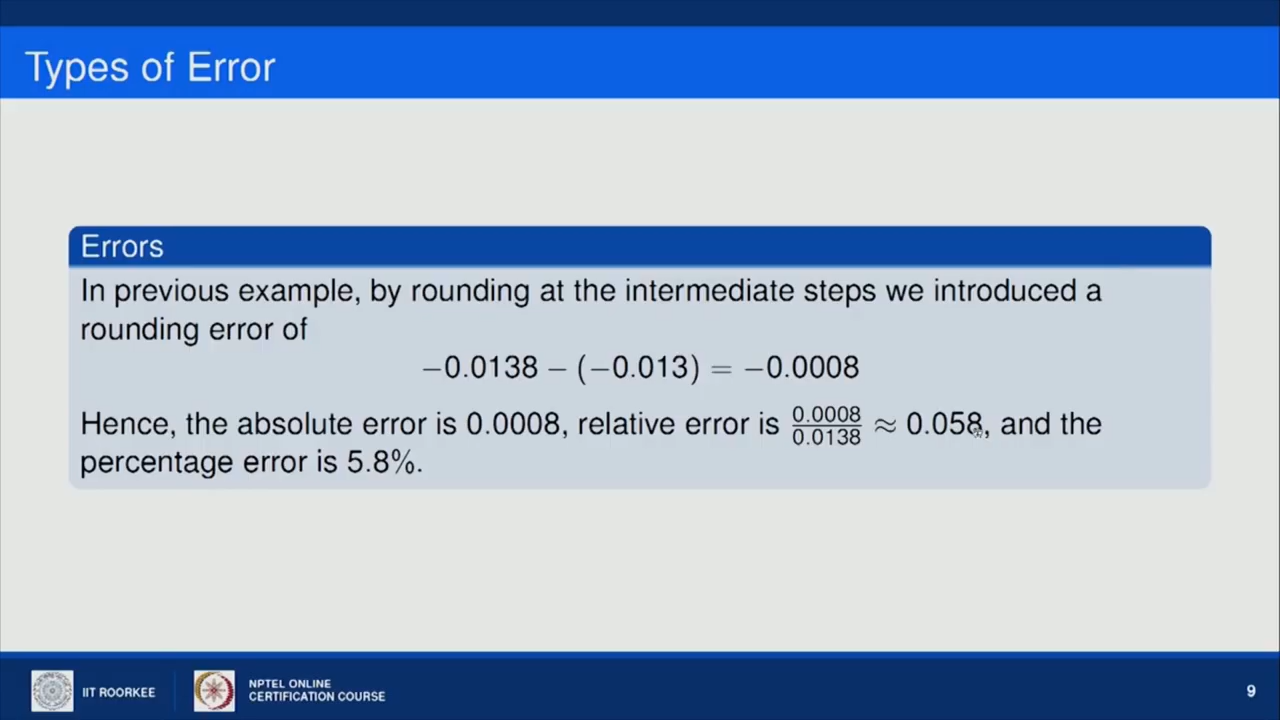 Types of Error
Errors
In previous example, by rounding at the intermediate steps we introduced a
rounding error of
−0.0138 − (−0.013) = −0.0008
Hence, the absolute error is 0.0008, relative error is 0.0008/0.0138 ≈ 0.058, and the
percentage error is 5.8%.
IIT ROORKEE
NPTEL ONLINE
CERTIFICATION COURSE
9